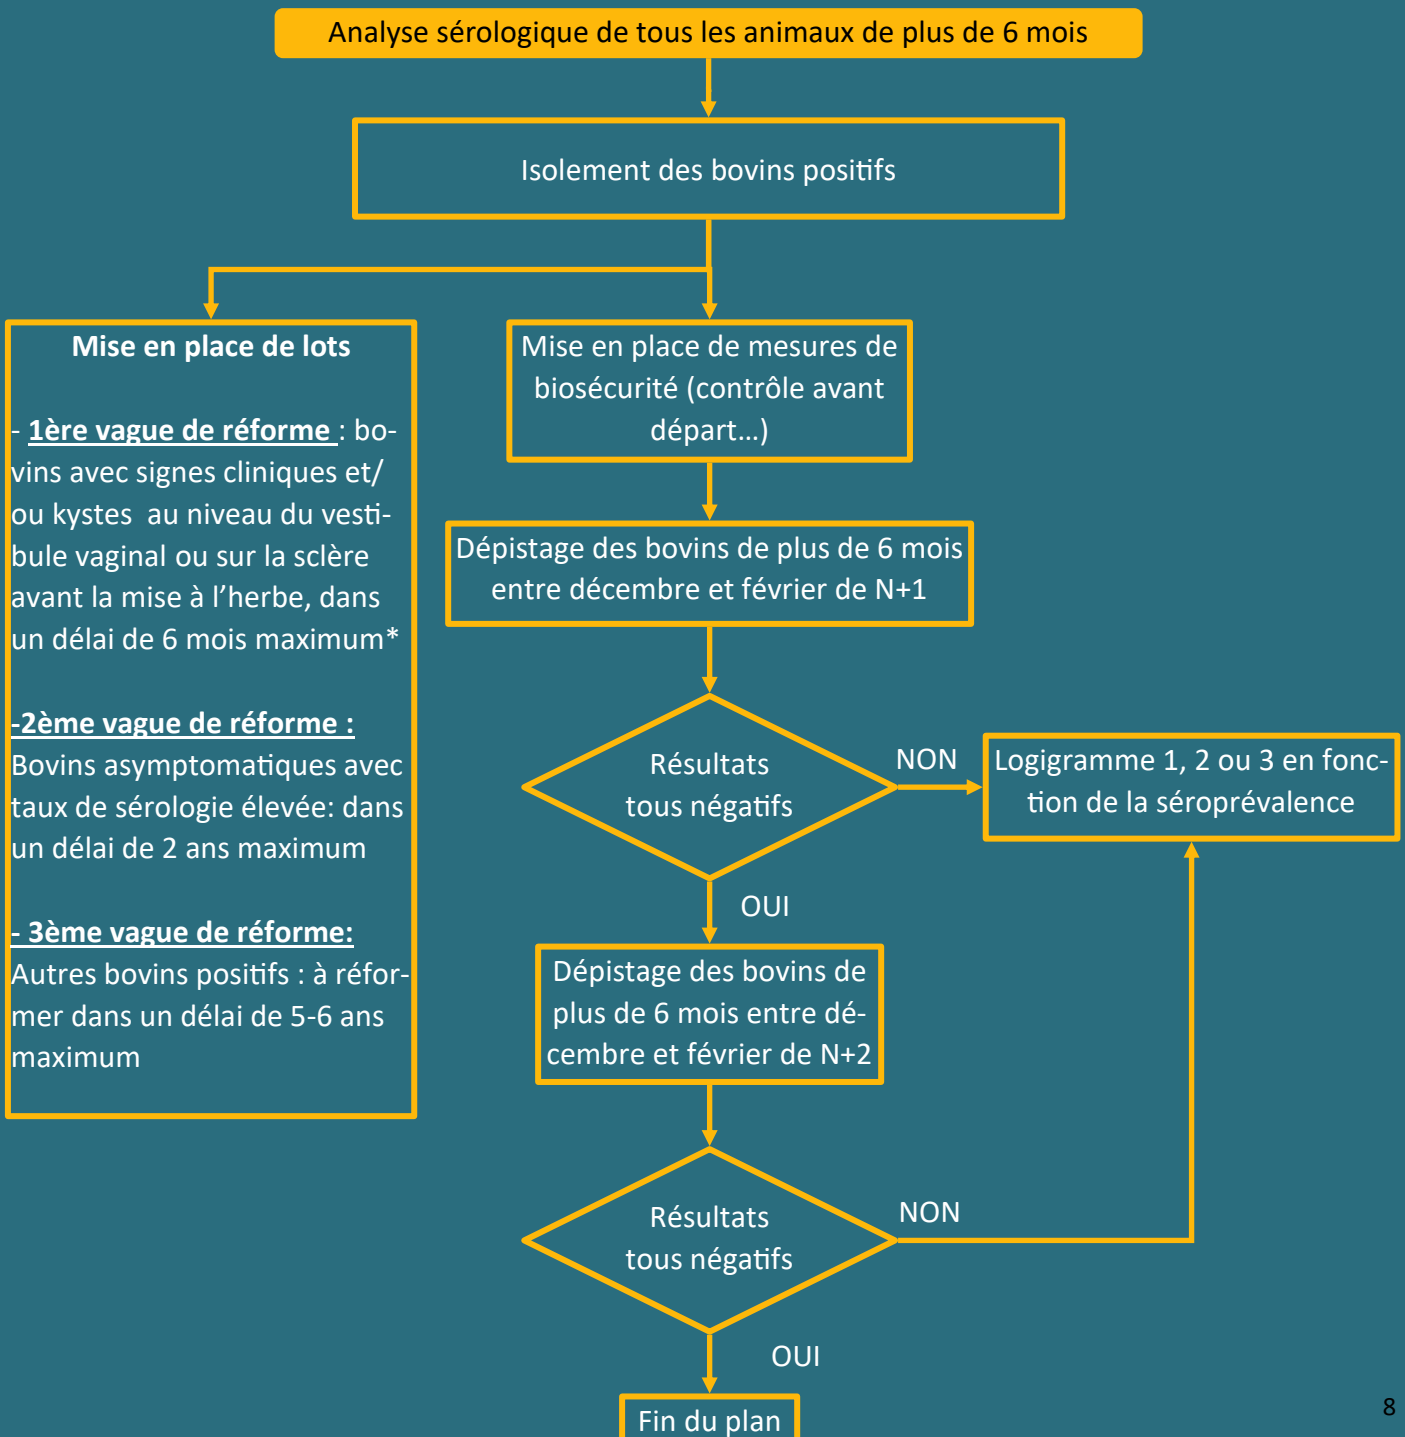 Analyse sérologique de tous les animaux de plus de 6 mois
Isolement des bovins positifs
Mise en place de lots
- 1ère vague de réforme : bo-
vins avec signes cliniques et/
ou kystes au niveau du vesti-
bule vaginal ou sur la sclère
avant la mise à l’herbe, dans
un délai de 6 mois maximum*
-2ème vague de réforme :
Bovins asymptomatiques avec
taux de sérologie élevée: dans
un délai de 2 ans maximum
- 3ème vague de réforme:
Autres bovins positifs : à réfor-
mer dans un délai de 5-6 ans
maximum
Mise en place de mesures de
biosécurité (contrôle avant
départ…)
Dépistage des bovins de plus de 6 mois
entre décembre et février de N+1
Résultats
tous négatifs
NON
Logigramme 1, 2 ou 3 en fonc-
tion de la séroprévalence
OUI
Dépistage des bovins de
plus de 6 mois entre dé-
cembre et février de N+2
Résultats
tous négatifs
NON
OUI
Fin du plan
8